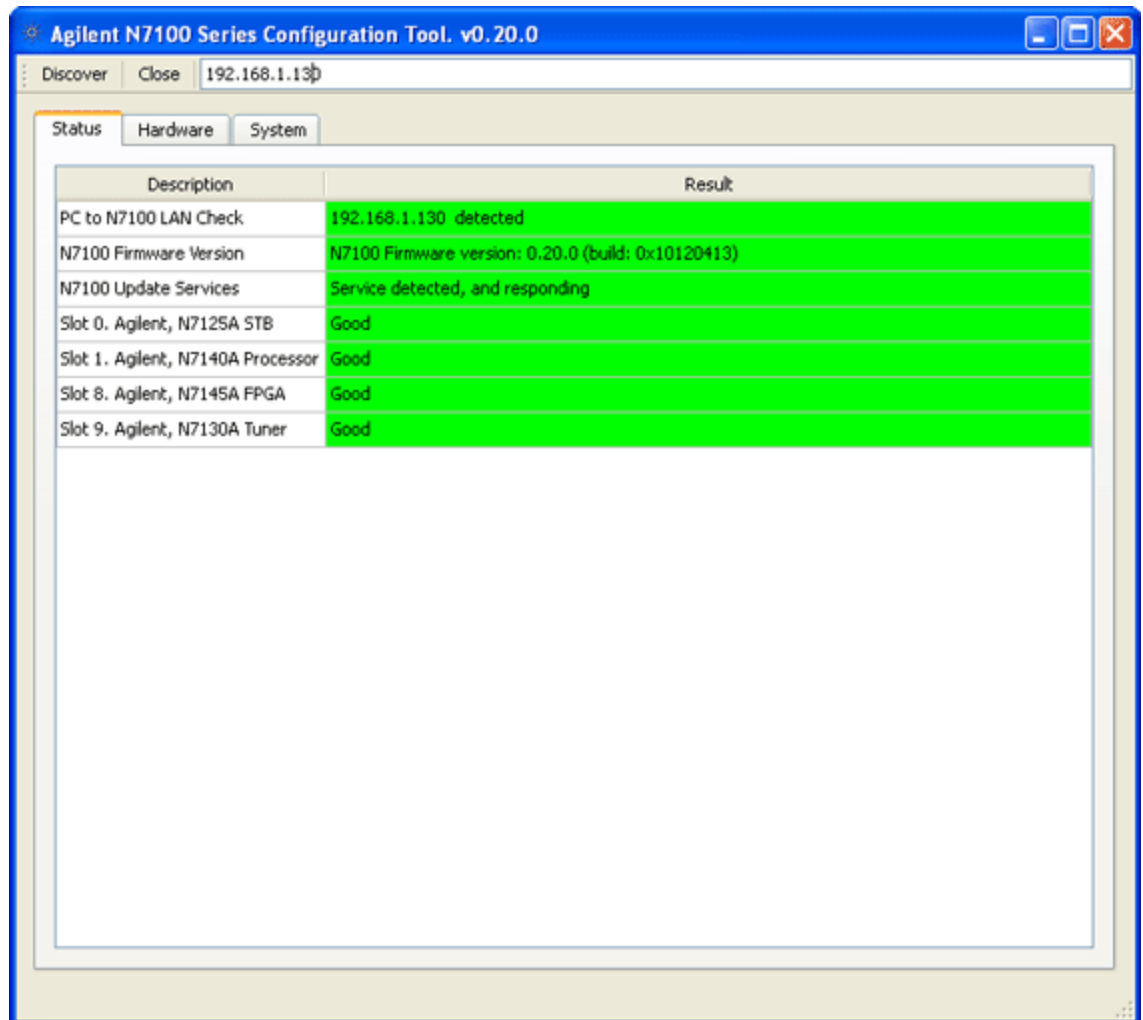 Agilent N7100 Series Configuration Tool. v0.20.0
Discover Close 192.168.1.130
Status Hardware System
Description Result
PC to N7100 LAN Check 192.168.1.130 detected
N7100 Firmware Version N7100 Firmware version: 0.20.0 (build: 0x10120413)
N7100 Update Services Service detected, and responding
Slot 0. Agilent, N7125A STB Good
Slot 1. Agilent, N7140A Processor Good
Slot 8. Agilent, N7145A FPGA Good
Slot 9. Agilent, N7130A Tuner Good